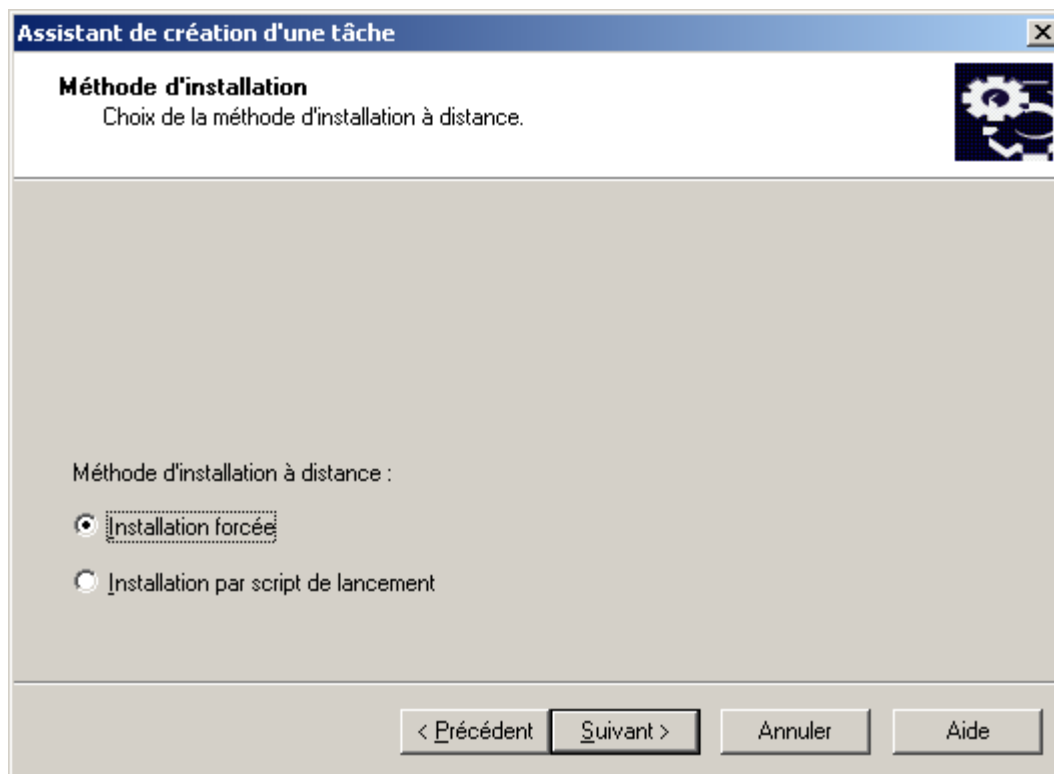 Assistant de création d'une tâche
Méthode d'installation
Choix de la méthode d'installation à distance.
Méthode d'installation à distance :
Installation forcée
Installation par script de lancement
< Précédent
Suivant >
Annuler
Aide